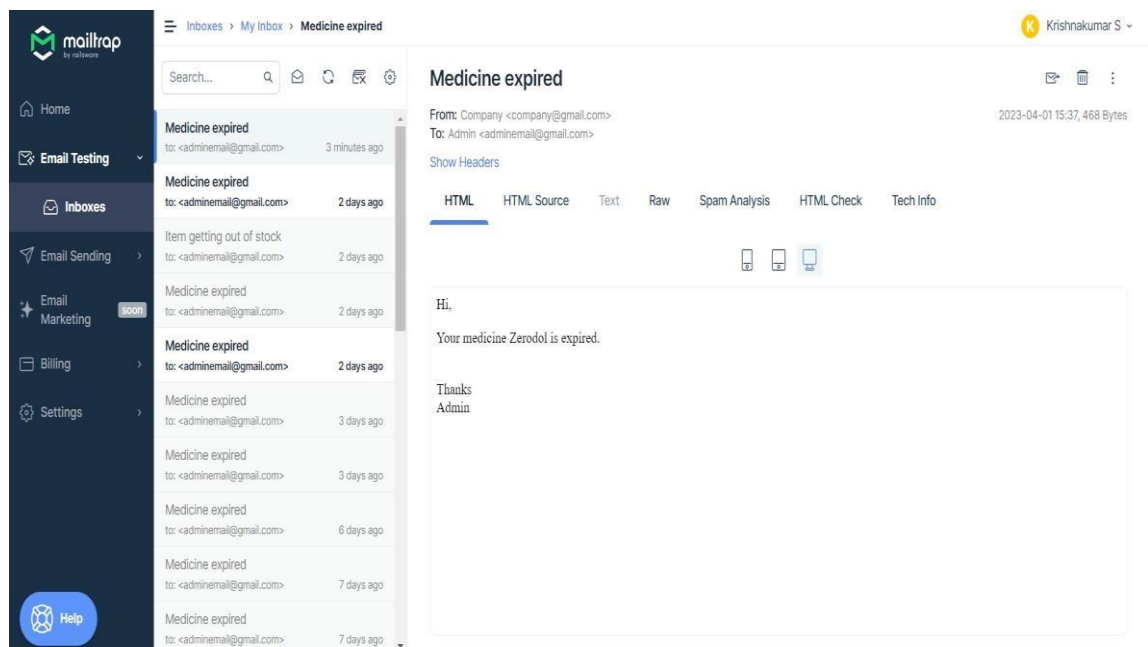 mailtrap
by railsware
Home
Email Testing
Inboxes
Email Sending
Email
Marketing
soon
Billing
Settings
Help
Inboxes › My Inbox › Medicine expired
Krishnakumar S
K
Search...
Medicine expired
to: <adminemail@gmail.com> 3 minutes ago
Medicine expired
to: <adminemail@gmail.com> 2 days ago
Item getting out of stock
to: <adminemail@gmail.com> 2 days ago
Medicine expired
to: <adminemail@gmail.com> 2 days ago
Medicine expired
to: <adminemail@gmail.com> 2 days ago
Medicine expired
to: <adminemail@gmail.com> 3 days ago
Medicine expired
to: <adminemail@gmail.com> 3 days ago
Medicine expired
to: <adminemail@gmail.com> 6 days ago
Medicine expired
to: <adminemail@gmail.com> 7 days ago
Medicine expired
to: <adminemail@gmail.com> 7 days ago
Medicine expired
From: Company <company@gmail.com>
2023-04-01 15:37, 468 Bytes
To: Admin <adminemail@gmail.com>
Show Headers
HTML HTML Source Text Raw Spam Analysis HTML Check Tech Info
Hi,
Your medicine Zerodol is expired.
Thanks
Admin